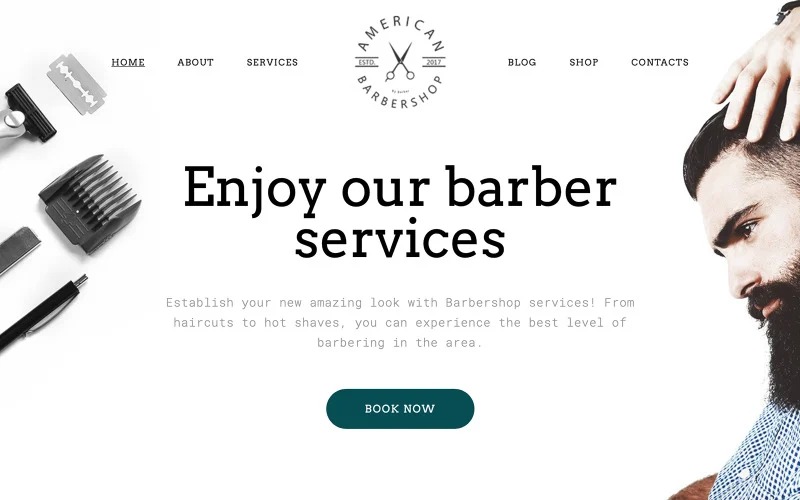 HOME
ABOUT
SERVICES
AMERICAN
ESTD.
2017
BARBERSHOP
BLOG
SHOP
CONTACTS
Enjoy our barber
services
Establish your new amazing look with Barbershop services! From
haircuts to hot shaves, you can experience the best level of
barbering in the area.
BOOK NOW